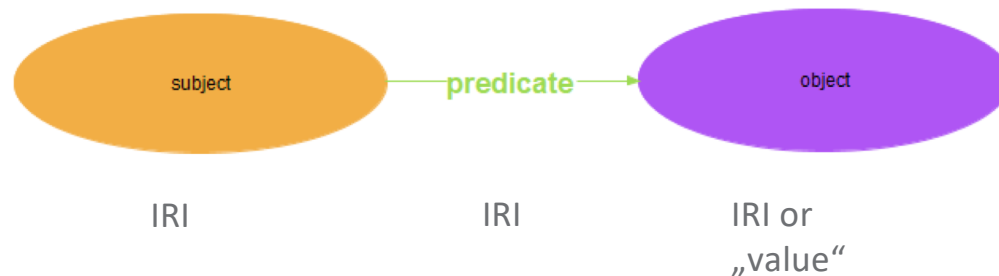 subject predicate object
IRI IRI IRI or
„value“